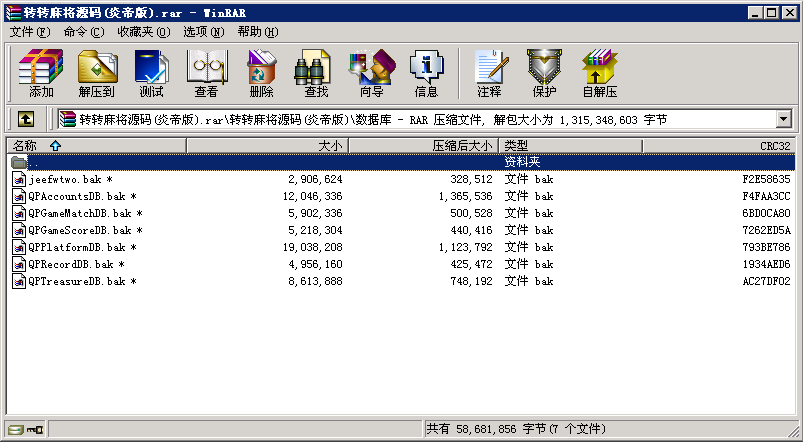 转转麻将源码(炎帝版).rar - WinRAR
文件(F) 命令(C) 收藏夹(O) 选项(N) 帮助(H)
添加 解压到 测试 查看 删除 查找 向导 信息 注释 保护 自解压
转转麻将源码(炎帝版).rar\转转麻将源码(炎帝版)\数据库 - RAR 压缩文件, 解包大小为 1,315,348,603 字节
名称 大小 压缩后大小 类型 CRC32
.. 资料夹
jeefwtwo.bak * 2,906,624 328,512 文件 bak F2E58635
QPAccountsDB.bak * 12,046,336 1,365,536 文件 bak F4FAA3CC
QPGameMatchDB.bak * 5,902,336 500,528 文件 bak 6BD0CA80
QPGameScoreDB.bak * 5,218,304 440,416 文件 bak 7262ED5A
QPPlatformDB.bak * 19,038,208 1,123,792 文件 bak 793BE786
QPRecordDB.bak * 4,956,160 425,472 文件 bak 1934AED6
QPTreasureDB.bak * 8,613,888 748,192 文件 bak AC27DF02
共有 58,681,856 字节(7 个文件)